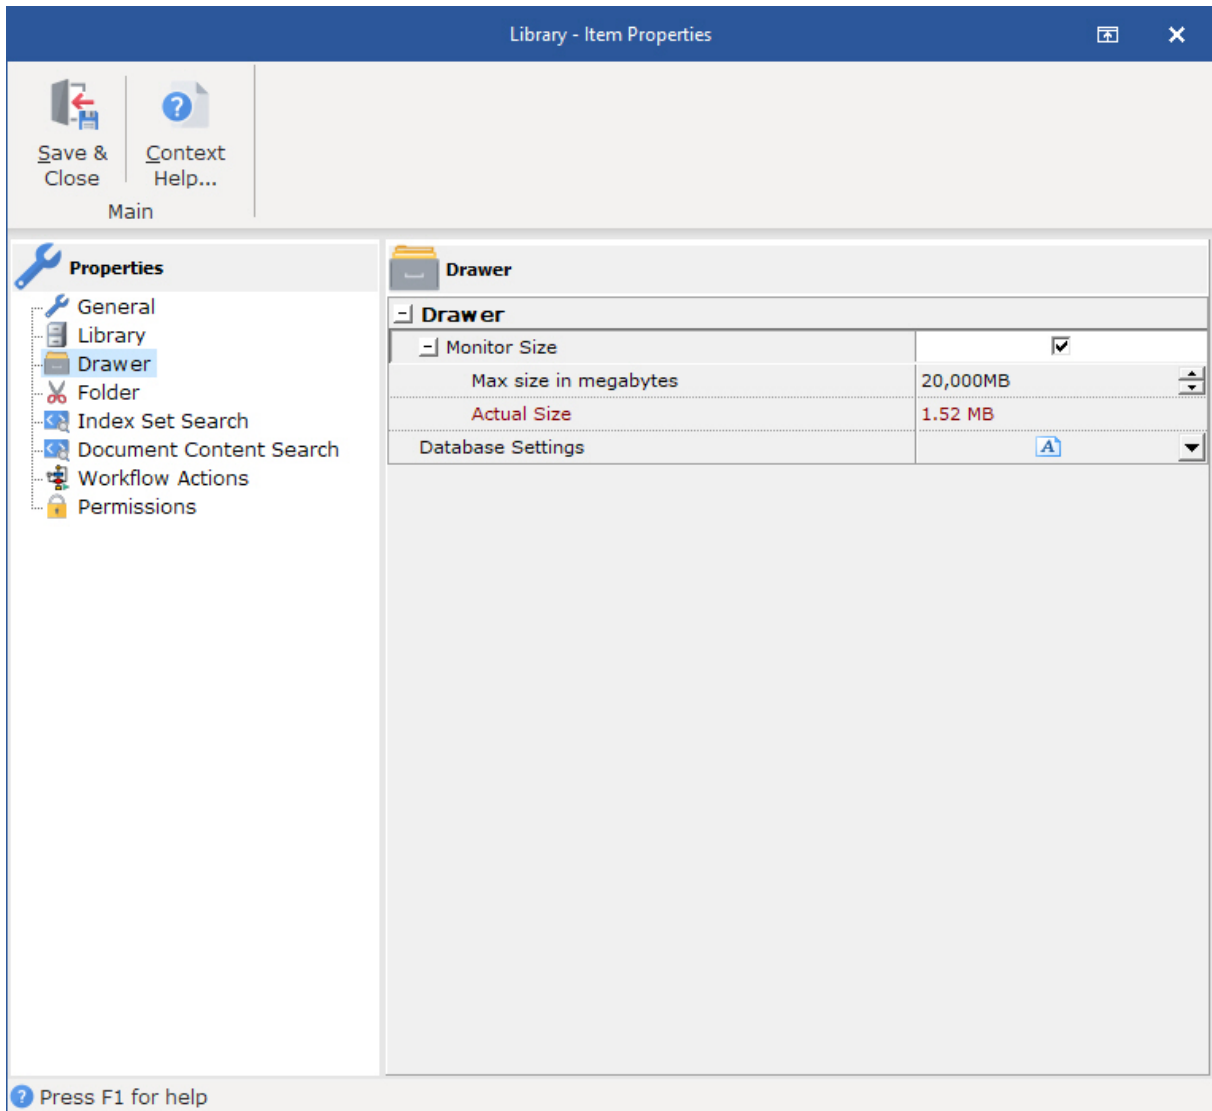 Library - Item Properties
Save &
Close
Context
Help...
Main
Properties
General
Library
Drawer
Folder
Index Set Search
Document Content Search
Workflow Actions
Permissions
Drawer
Drawer
Monitor Size
Max size in megabytes 20,000MB
Actual Size 1.52 MB
Database Settings A
Press F1 for help